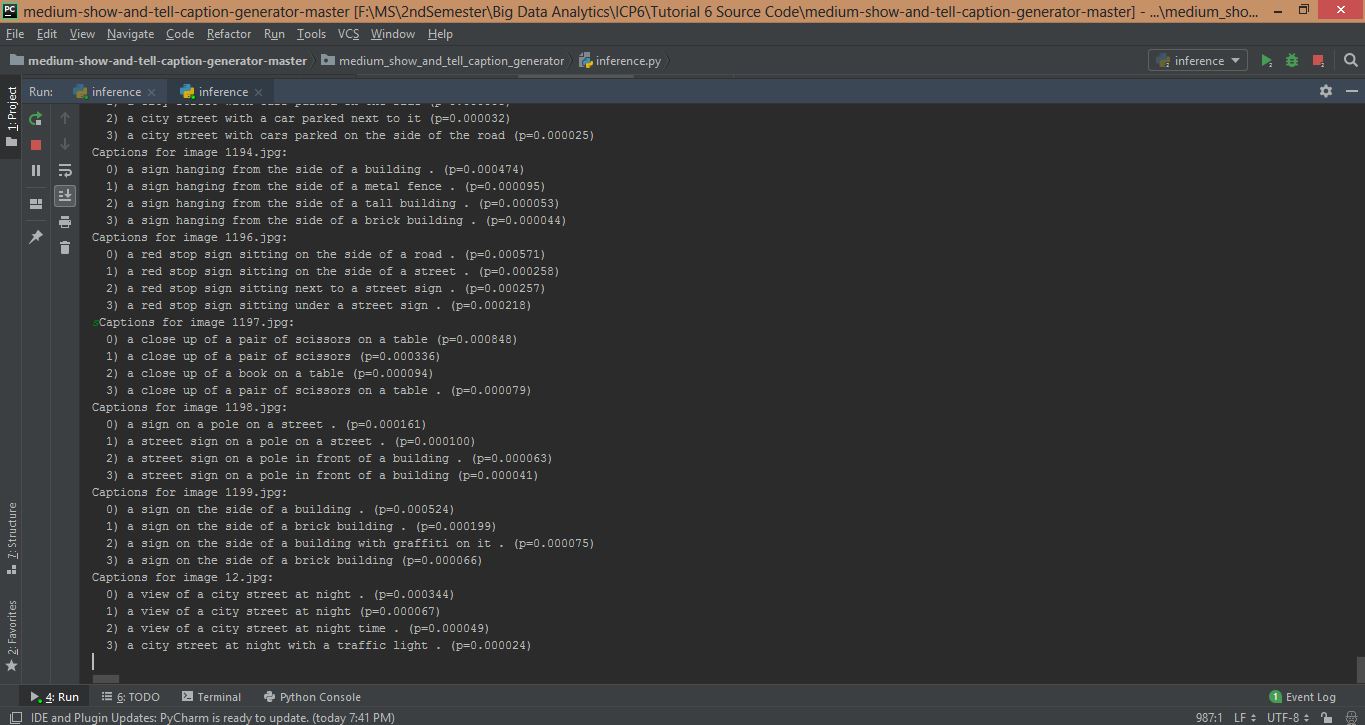 medium-show-and-tell-caption-generator-master [F:\MS\2ndSemester\Big Data Analytics\ICP6\Tutorial 6 Source Code\medium-show-and-tell-caption-generator-master] - ...\medium_sho...
File Edit View Navigate Code Refactor Run Tools VCS Window Help
medium-show-and-tell-caption-generator-master medium_show_and_tell_caption_generator inference.py inference
Run: inference inference
1: Project
2) a city street with a car parked next to it (p=0.000032)
3) a city street with cars parked on the side of the road (p=0.000025)
Captions for image 1194.jpg:
0) a sign hanging from the side of a building . (p=0.000474)
1) a sign hanging from the side of a metal fence . (p=0.000095)
2) a sign hanging from the side of a tall building . (p=0.000053)
3) a sign hanging from the side of a brick building . (p=0.000044)
Captions for image 1196.jpg:
0) a red stop sign sitting on the side of a road . (p=0.000571)
1) a red stop sign sitting on the side of a street . (p=0.000258)
2) a red stop sign sitting next to a street sign . (p=0.000257)
3) a red stop sign sitting under a street sign . (p=0.000218)
sCaptions for image 1197.jpg:
0) a close up of a pair of scissors on a table (p=0.000848)
1) a close up of a pair of scissors (p=0.000336)
2) a close up of a book on a table (p=0.000094)
3) a close up of a pair of scissors on a table . (p=0.000079)
Captions for image 1198.jpg:
0) a sign on a pole on a street . (p=0.000161)
1) a street sign on a pole on a street . (p=0.000100)
2) a street sign on a pole in front of a building . (p=0.000063)
3) a street sign on a pole in front of a building (p=0.000041)
Captions for image 1199.jpg:
0) a sign on the side of a building . (p=0.000524)
1) a sign on the side of a brick building . (p=0.000199)
2) a sign on the side of a building with graffiti on it . (p=0.000075)
3) a sign on the side of a brick building (p=0.000066)
Captions for image 12.jpg:
0) a view of a city street at night . (p=0.000344)
1) a view of a city street at night (p=0.000067)
2) a view of a city street at night time . (p=0.000049)
3) a city street at night with a traffic light . (p=0.000024)
7: Structure
2: Favorites
4: Run 6: TODO Terminal Python Console 1 Event Log
IDE and Plugin Updates: PyCharm is ready to update. (today 7:41 PM) 987:1 LF UTF-8